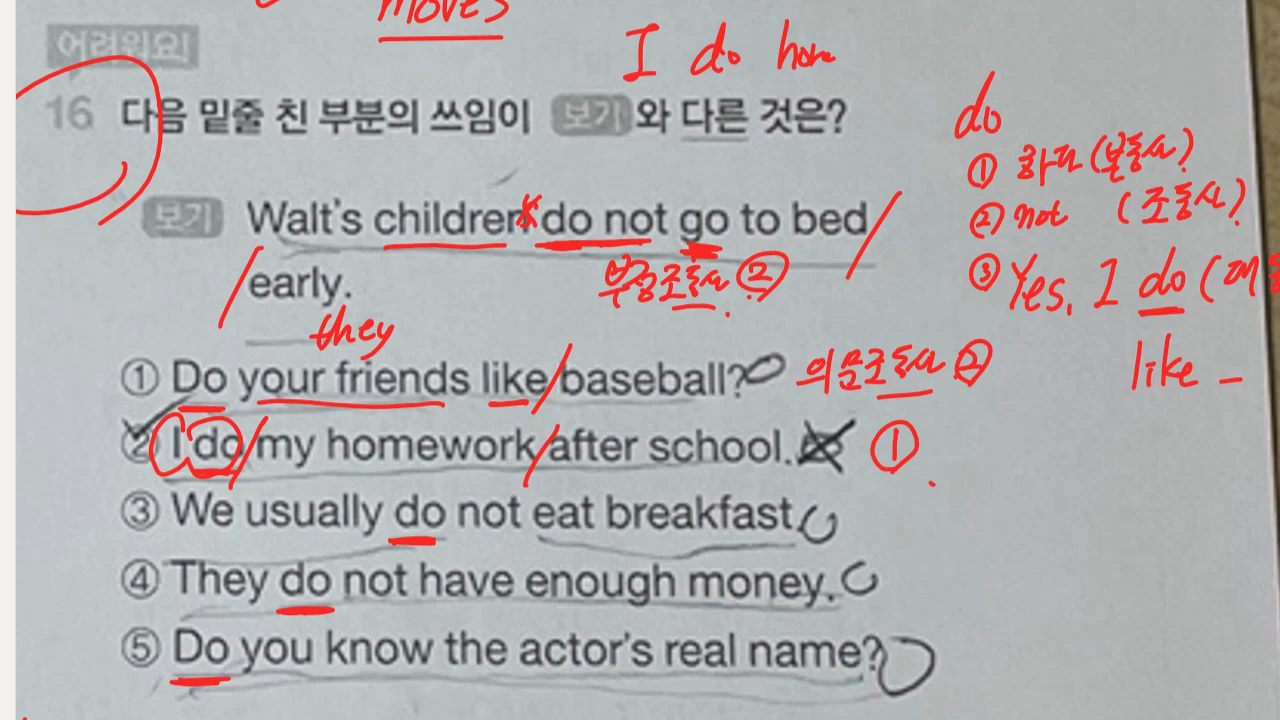 moves
어려워요!
I do home
16 다음 밑줄 친 부분의 쓰임이 보기 와 다른 것은?
do
① 하다 (본동사)
② not (조동사)
보기 Walt's children do not go to bed
early.
부정조동사 ②
③ Yes, I do (대동
they
① Do your friends like baseball?
의문조동사 ②
like
② I do my homework after school.
①
③ We usually do not eat breakfast.
④ They do not have enough money.
⑤ Do you know the actor's real name?